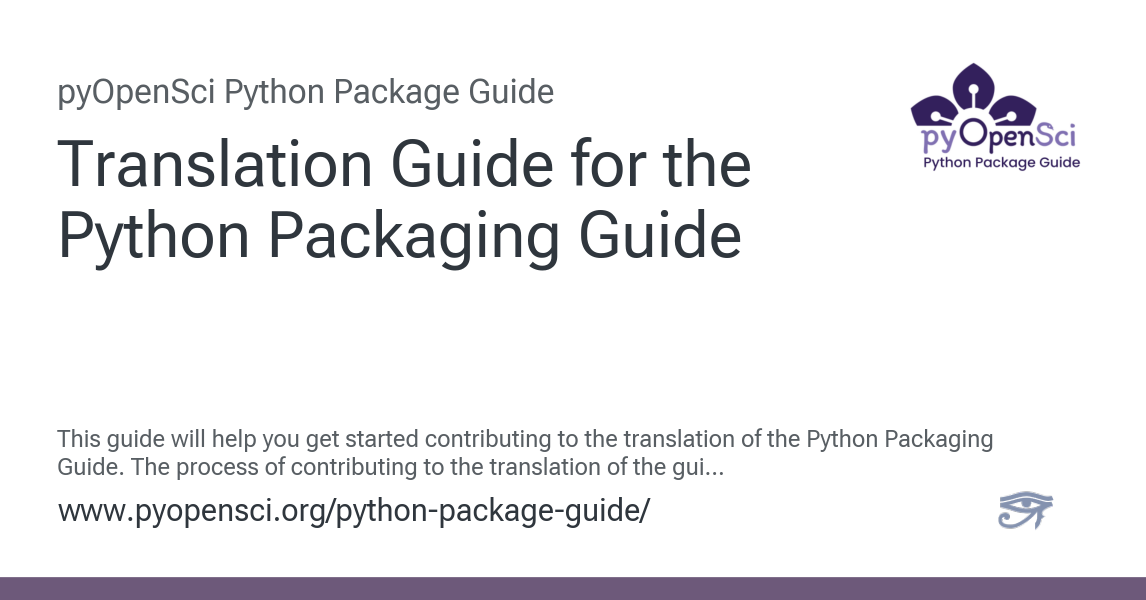 pyOpenSci Python Package Guide
Translation Guide for the
Python Packaging Guide
pyOpenSci
Python Package Guide
This guide will help you get started contributing to the translation of the Python Packaging
Guide. The process of contributing to the translation of the gui...
www.pyopensci.org/python-package-guide/